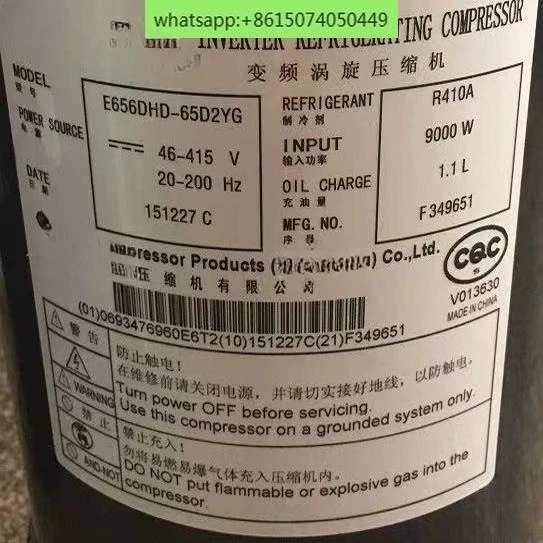 whatsapp:+8615074050449
INVERTER REFRIGERATING COMPRESSOR
变频涡旋压缩机
MODEL
型号
E656DHD-65D2YG
POWER SOURCE
电源
46-415 V
20-200 Hz
DATE
日期
151227 C
REFRIGERANT
制冷剂
R410A
INPUT
输入功率
9000 W
OIL CHARGE
充油量
1.1 L
MFG. NO.
序号
F349651
Compressor Products Co.,Ltd.
压缩机有限公司
CQC
S
V013630
MADE IN CHINA
(01)0693476960E6T2(10)151227C(21)F349651
警告
WARNING
防止触电!
在维修前请关闭电源,并请切实接好地线,以防触电。
Turn power OFF before servicing.
Use this compressor on a grounded system only.
禁止
AND-NOT
禁止充入!
勿将易燃易爆气体充入压缩机内。
DO NOT put flammable or explosive gas into the
compressor.